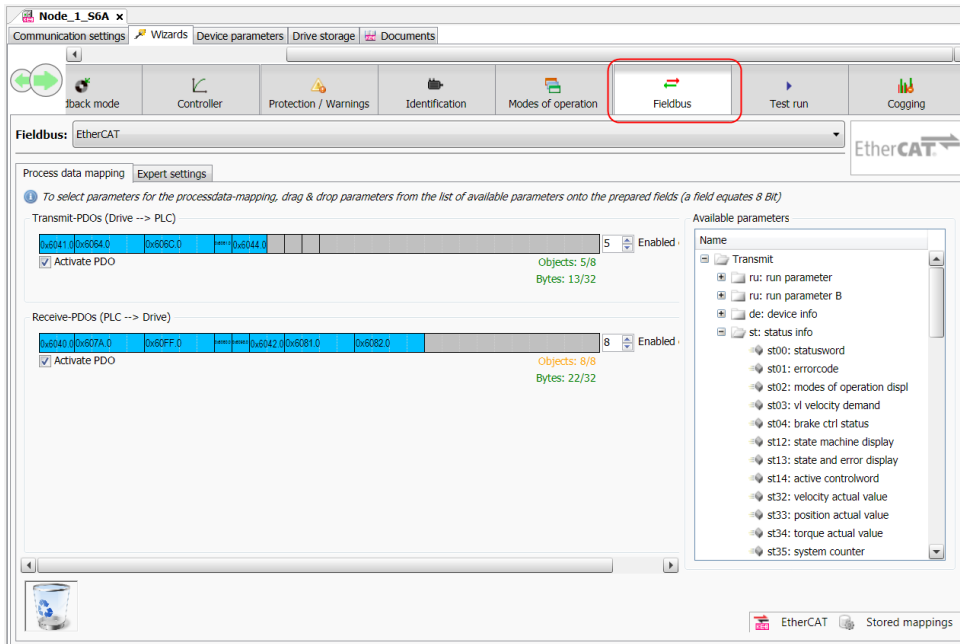 Node_1_S6A x
Communication settings Wizards Device parameters Drive storage Documents
dback mode Controller Protection / Warnings Identification Modes of operation Fieldbus Test run Cogging
Fieldbus: EtherCAT
EtherCAT
Process data mapping Expert settings
To select parameters for the processdata-mapping, drag & drop parameters from the list of available parameters onto the prepared fields (a field equates 8 Bit)
Transmit-PDOs (Drive --> PLC)
0x6041.0 0x6064.0 0x606C.0 0x6044.0 5 Enabled
Activate PDO
Objects: 5/8
Bytes: 13/32
Receive-PDOs (PLC --> Drive)
0x6040.0 0x607A.0 0x60FF.0 0x6042.0 0x6081.0 0x6082.0 8 Enabled
Activate PDO
Objects: 8/8
Bytes: 22/32
Available parameters
Name
Transmit
ru: run parameter
ru: run parameter B
de: device info
st: status info
st00: statusword
st01: errorcode
st02: modes of operation displ
st03: vl velocity demand
st04: brake ctrl status
st12: state machine display
st13: state and error display
st14: active controlword
st32: velocity actual value
st33: position actual value
st34: torque actual value
st35: system counter
EtherCAT Stored mappings